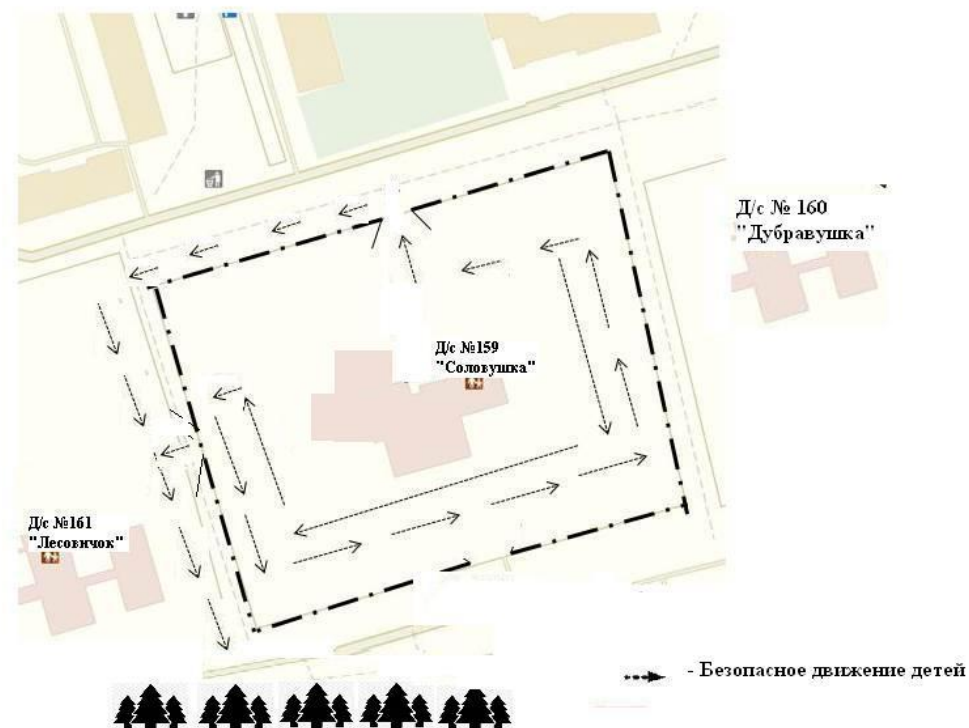 Д/с № 160
"Дубравушка"
Д/с №159
"Соловушка"
Д/с №161
"Лесовичок"
- Безопасное движение детей